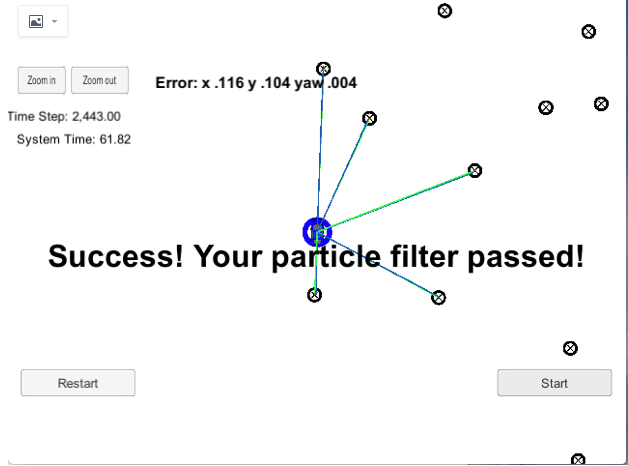 Zoom in
Zoom out
Error: x .116 y .104 yaw .004
Time Step: 2,443.00
System Time: 61.82
Success! Your particle filter passed!
Restart
Start